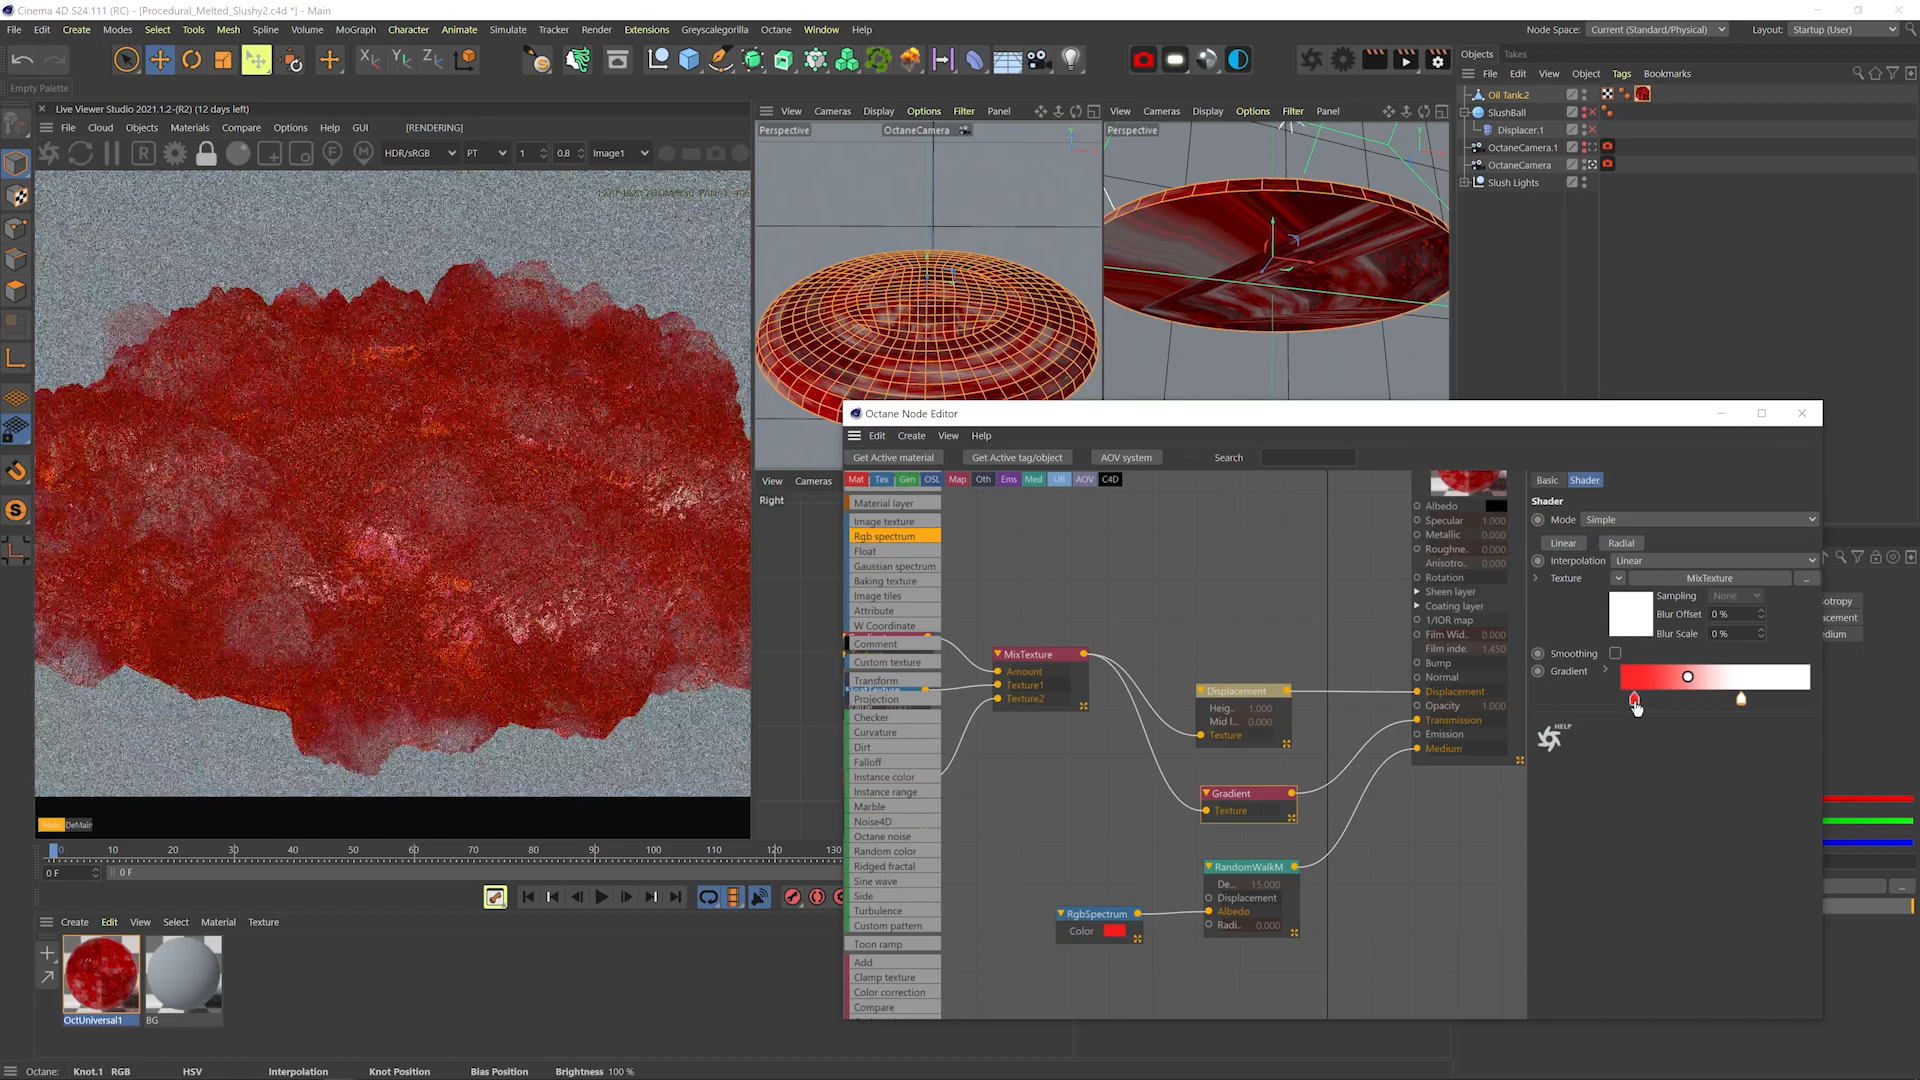 Cinema 4D S24.111 (RC) - [Procedural_Melted_Slushy2.c4d *] - Main
File Edit Create Modes Select Tools Mesh Spline Volume MoGraph Character Animate Simulate Tracker Render Extensions Greyscalegorilla Octane Window Help
Node Space: Current (Standard/Physical) Layout: Startup (User)
Objects Takes
Empty Palette
File Edit View Object Tags Bookmarks
Live Viewer Studio 2021.1.2-(R2) (12 days left)
File Cloud Objects Materials Compare Options Help GUI [RENDERING]
HDR/sRGB PT 1 0.8 Image1
View Cameras Display Options Filter Panel
Perspective OctaneCamera
View Cameras Display Options Filter Panel
Perspective
Oil Tank.2
SlushBall
Displacer.1
OctaneCamera.1
OctaneCamera
Slush Lights
View Cameras
Right
Octane Node Editor
Edit Create View Help
Get Active material Get Active tag/object AOV system Search
Mat Tex Gen OSL Map Oth Ems Med Utl AOV C4D
Material layer
Image texture
Rgb spectrum
Float
Gaussian spectrum
Baking texture
Image tiles
Attribute
W Coordinate
Comment
Custom texture
Transform
Projection
Checker
Curvature
Dirt
Falloff
Instance color
Instance range
Marble
Noise4D
Octane noise
Random color
Ridged fractal
Sine wave
Side
Turbulence
Custom pattern
Toon ramp
Add
Clamp texture
Color correction
Compare
MixTexture
Amount
Texture1
Texture2
Displacement
Heig.. 1.000
Mid l... 0.000
Texture
Gradient
Texture
RandomWalkM
De... 15.000
Displacement
Albedo
Radi.. 0.000
RgbSpectrum
Color
Albedo
Specular 1.000
Metallic 0.000
Roughne.. 0.000
Anisotro.. 0.000
Rotation
Sheen layer
Coating layer
1/IOR map
Film Wid.. 0.000
Film inde. 1.450
Bump
Normal
Displacement
Opacity 1.000
Transmission
Emission
Medium
Basic Shader
Shader
Mode Simple
Linear Radial
Interpolation Linear
Texture MixTexture ...
Sampling None
Blur Offset 0 %
Blur Scale 0 %
Smoothing
Gradient
HELP
otropy
acement
edium
Main DeMain
0 10 20 30 40 50 60 70 80 90 100 110 120 130
0 F 0 F
Create Edit View Select Material Texture
OctUniversal1 BG
Octane: Knot.1 RGB HSV Interpolation Knot Position Bias Position Brightness 100 %